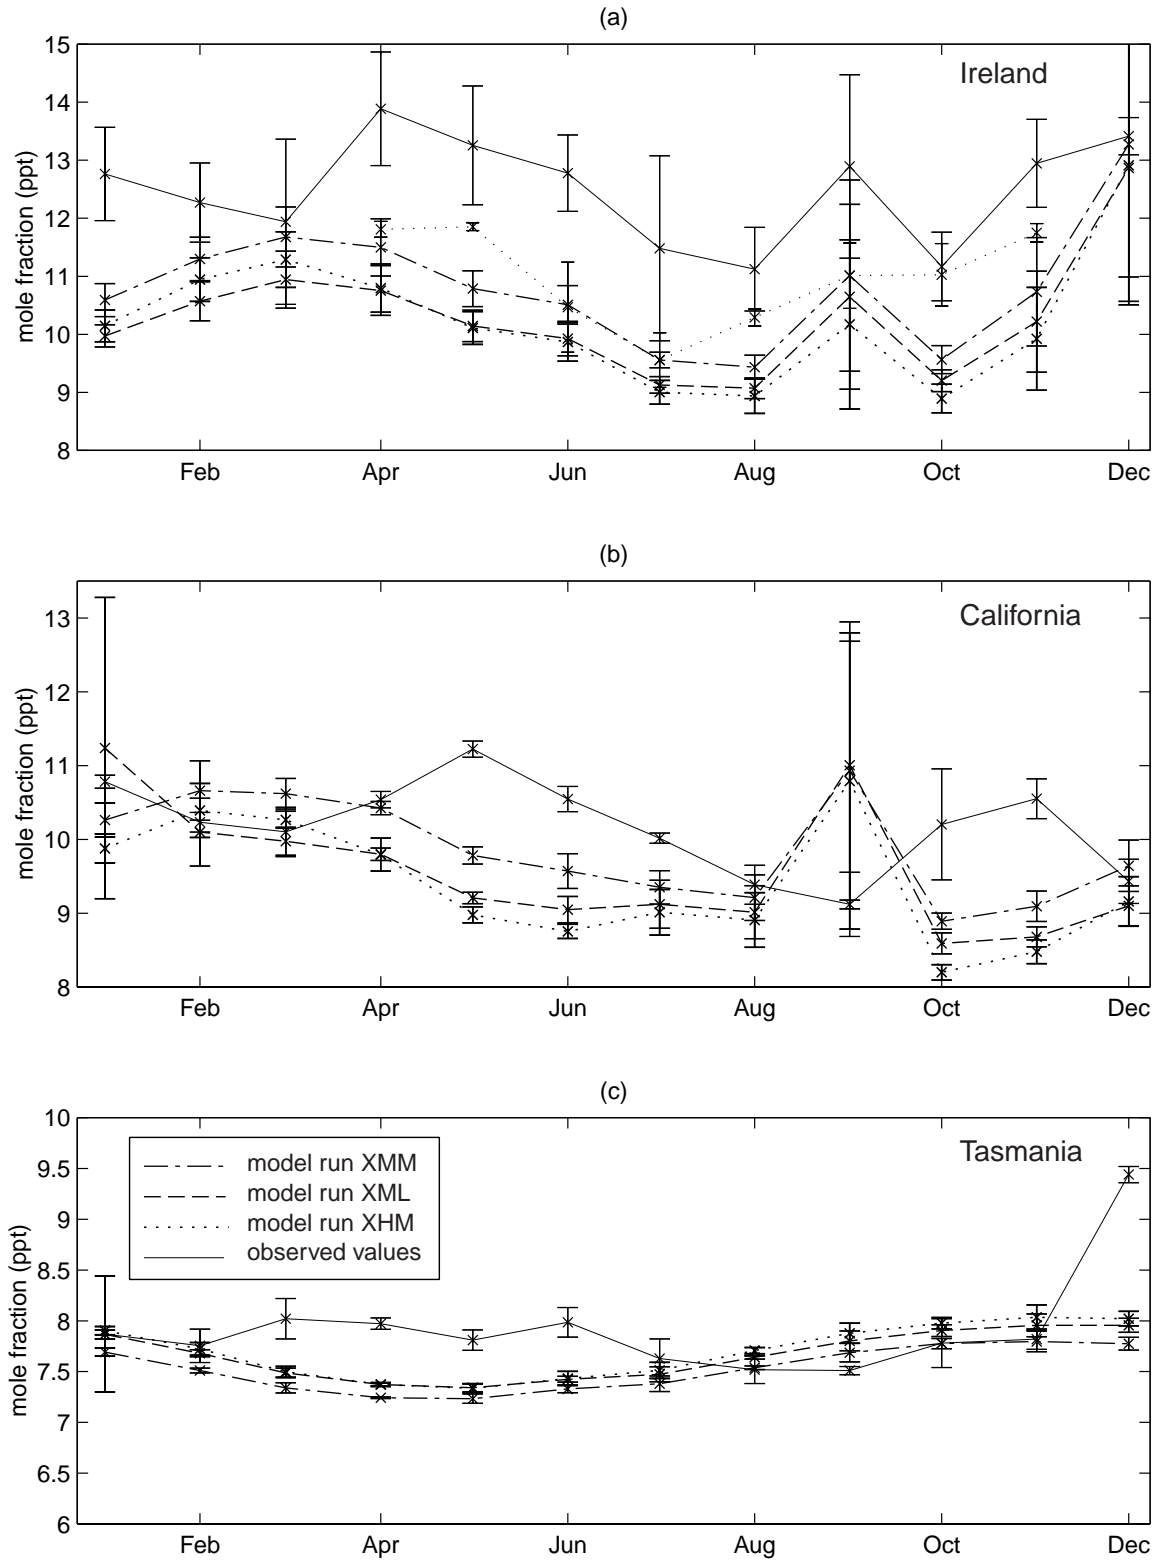 (a)
15
14
13
12
11
10
9
8
mole fraction (ppt)
Ireland
Feb Apr Jun Aug Oct Dec
(b)
13
12
11
10
9
8
mole fraction (ppt)
California
Feb Apr Jun Aug Oct Dec
(c)
10
9.5
9
8.5
8
7.5
7
6.5
6
mole fraction (ppt)
Tasmania
model run XMM
model run XML
model run XHM
observed values
Feb Apr Jun Aug Oct Dec